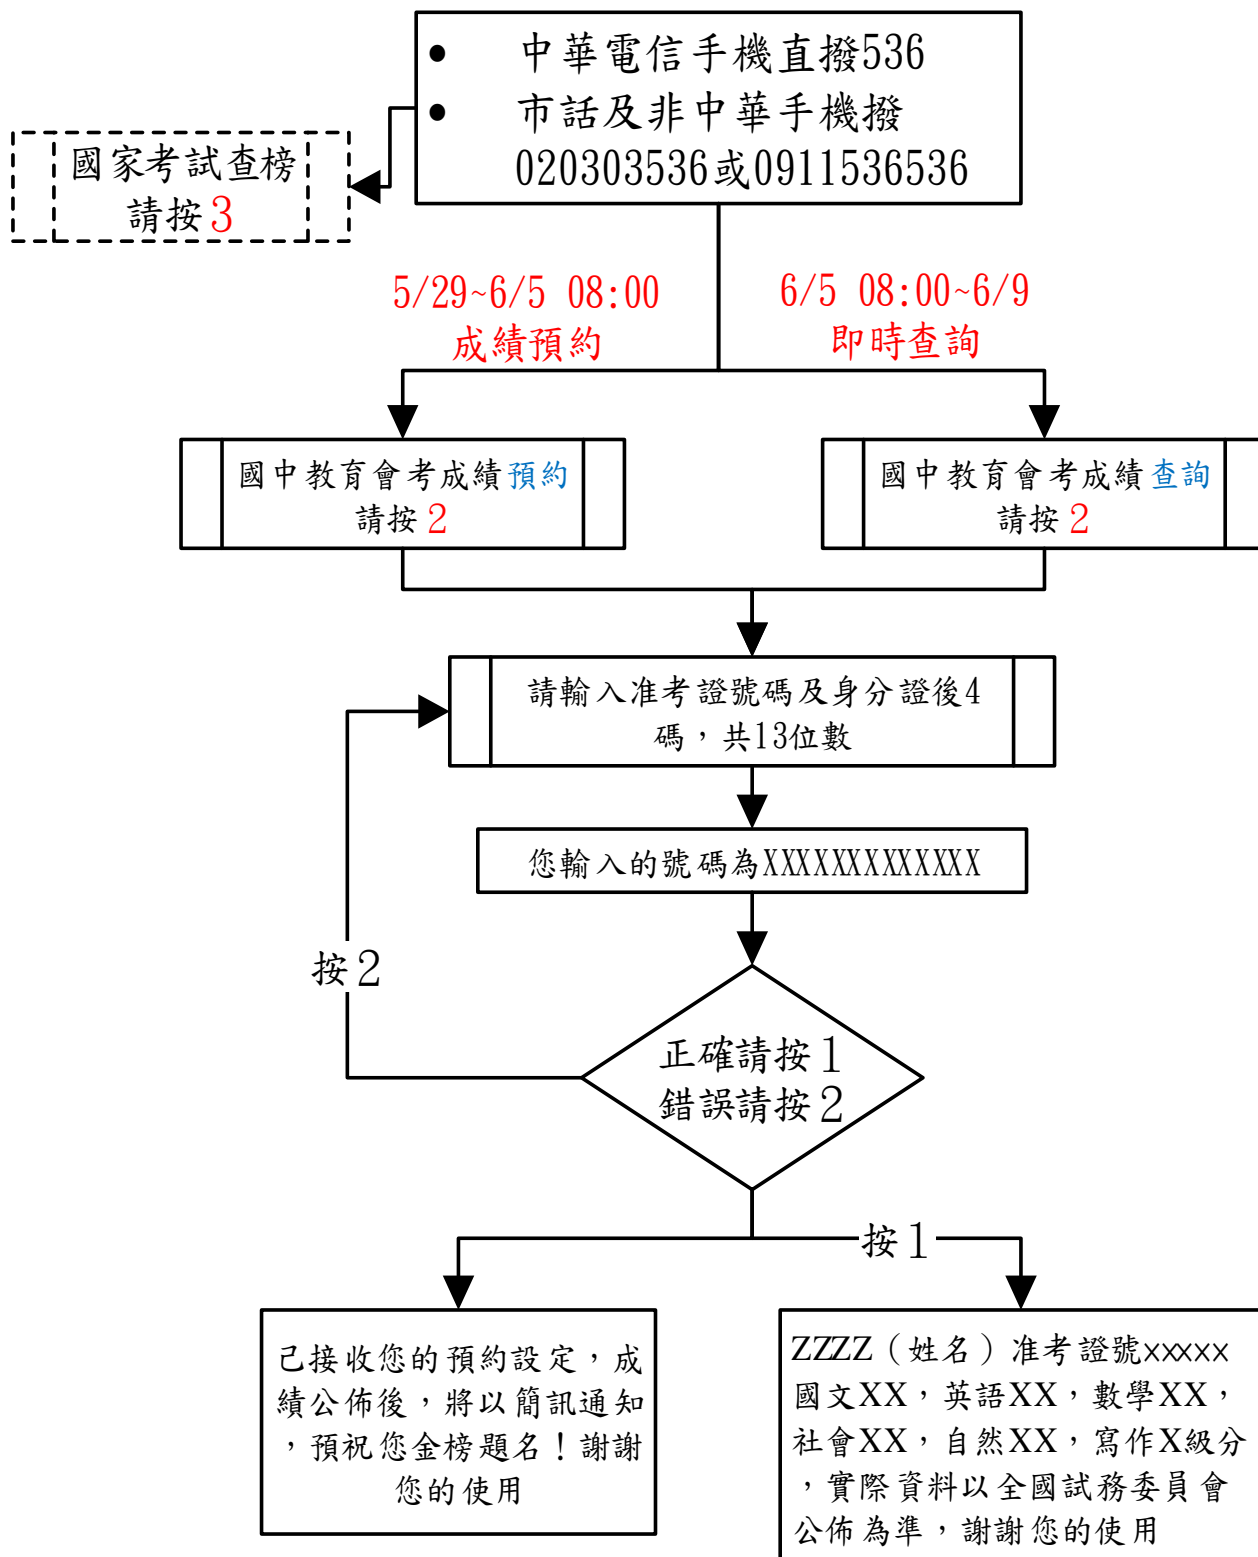 • 中華電信手機直撥536
• 市話及非中華手機撥
020303536或0911536536
國家考試查榜
請按3
5/29~6/5 08:00
成績預約
6/5 08:00~6/9
即時查詢
國中教育會考成績預約
請按2
國中教育會考成績查詢
請按2
請輸入准考證號碼及身分證後4
碼，共13位數
您輸入的號碼為XXXXXXXXXXXXX
按2
正確請按1
錯誤請按2
按1
己接收您的預約設定，成
績公佈後，將以簡訊通知
，預祝您金榜題名！謝謝
您的使用
ZZZZ（姓名）准考證號xxxxx
國文XX，英語XX，數學XX，
社會XX，自然XX，寫作X級分
，實際資料以全國試務委員會
公佈為準，謝謝您的使用